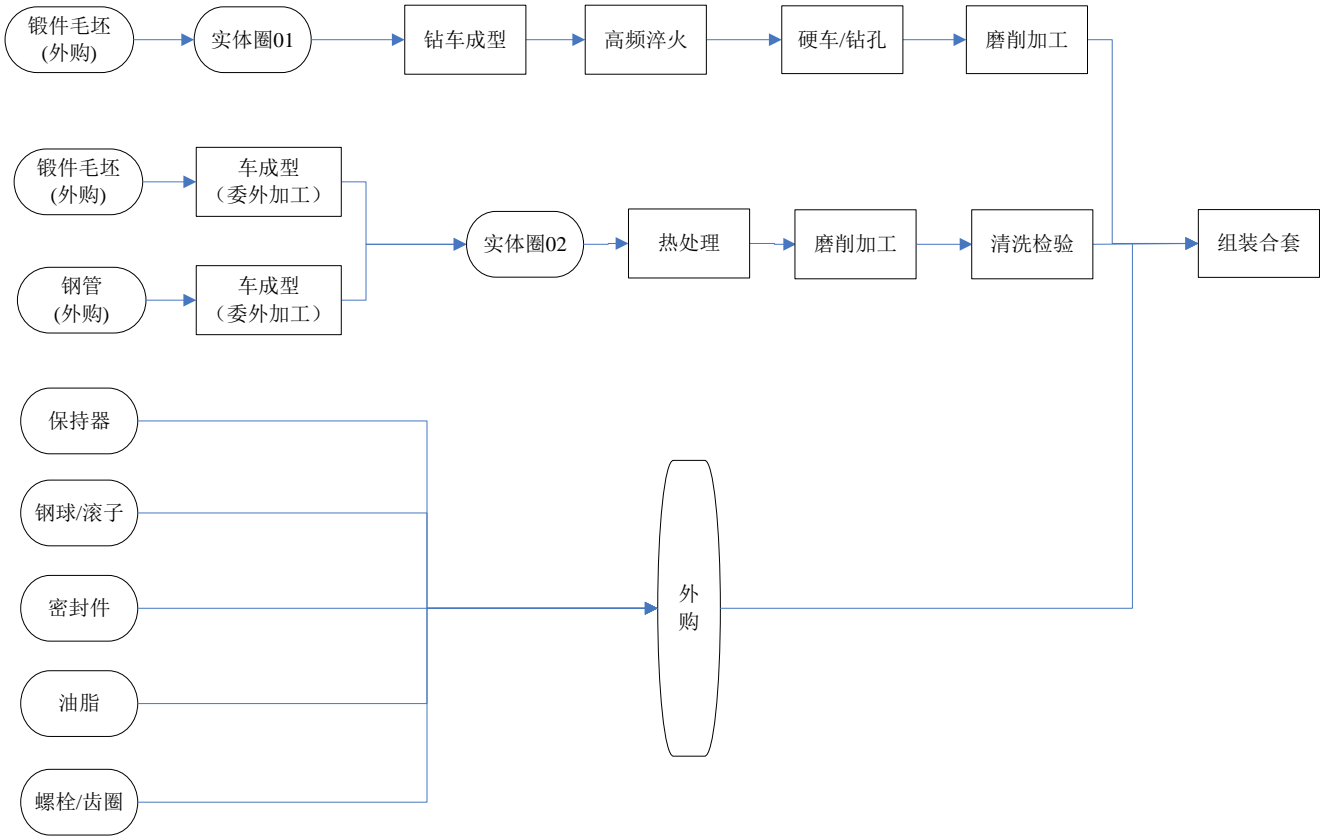 锻件毛坯
(外购)
实体圈01
钻车成型
高频淬火
硬车/钻孔
磨削加工
锻件毛坯
(外购)
车成型
（委外加工）
钢管
(外购)
车成型
（委外加工）
实体圈02
热处理
磨削加工
清洗检验
组装合套
保持器
钢球/滚子
密封件
油脂
螺栓/齿圈
外
购